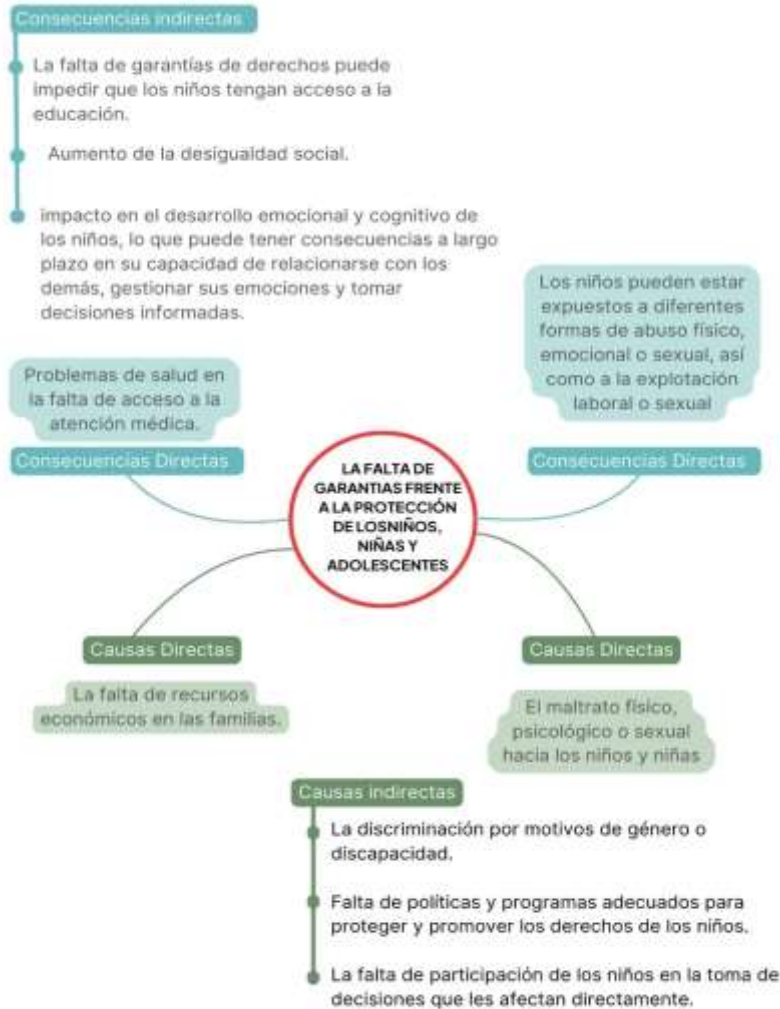 Consecuencias indirectas
La falta de garantías de derechos puede
impedir que los niños tengan acceso a la
educación.
Aumento de la desigualdad social.
impacto en el desarrollo emocional y cognitivo de
los niños, lo que puede tener consecuencias a largo
plazo en su capacidad de relacionarse con los
demás, gestionar sus emociones y tomar
decisiones informadas.
Los niños pueden estar
expuestos a diferentes
formas de abuso físico,
emocional o sexual, así
como a la explotación
laboral o sexual
Problemas de salud en
la falta de acceso a la
atención médica.
Consecuencias Directas
Consecuencias Directas
LA FALTA DE
GARANTIAS FRENTE
A LA PROTECCIÓN
DE LOSNIÑOS,
NIÑAS Y
ADOLESCENTES
Causas Directas
Causas Directas
La falta de recursos
económicos en las familias.
El maltrato físico,
psicológico o sexual
hacia los niños y niñas
Causas indirectas
La discriminación por motivos de género o
discapacidad.
Falta de políticas y programas adecuados para
proteger y promover los derechos de los niños.
La falta de participación de los niños en la toma de
decisiones que les afectan directamente.